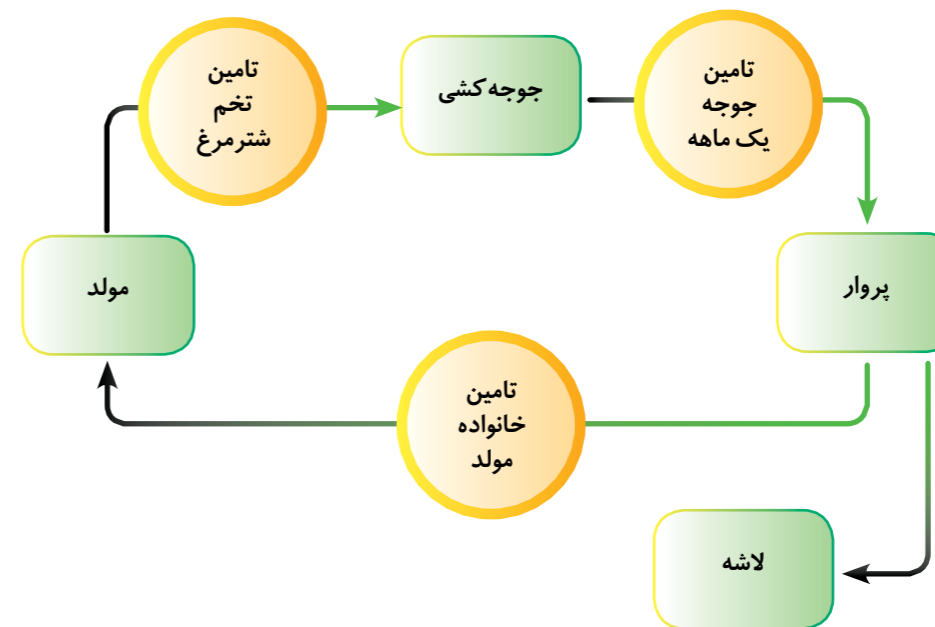 تامین
تخم
شترمرغ
جوجه کشی
تامین
جوجه
یک ماهه
مولد
پروار
تامین
خانواده
مولد
لاشه